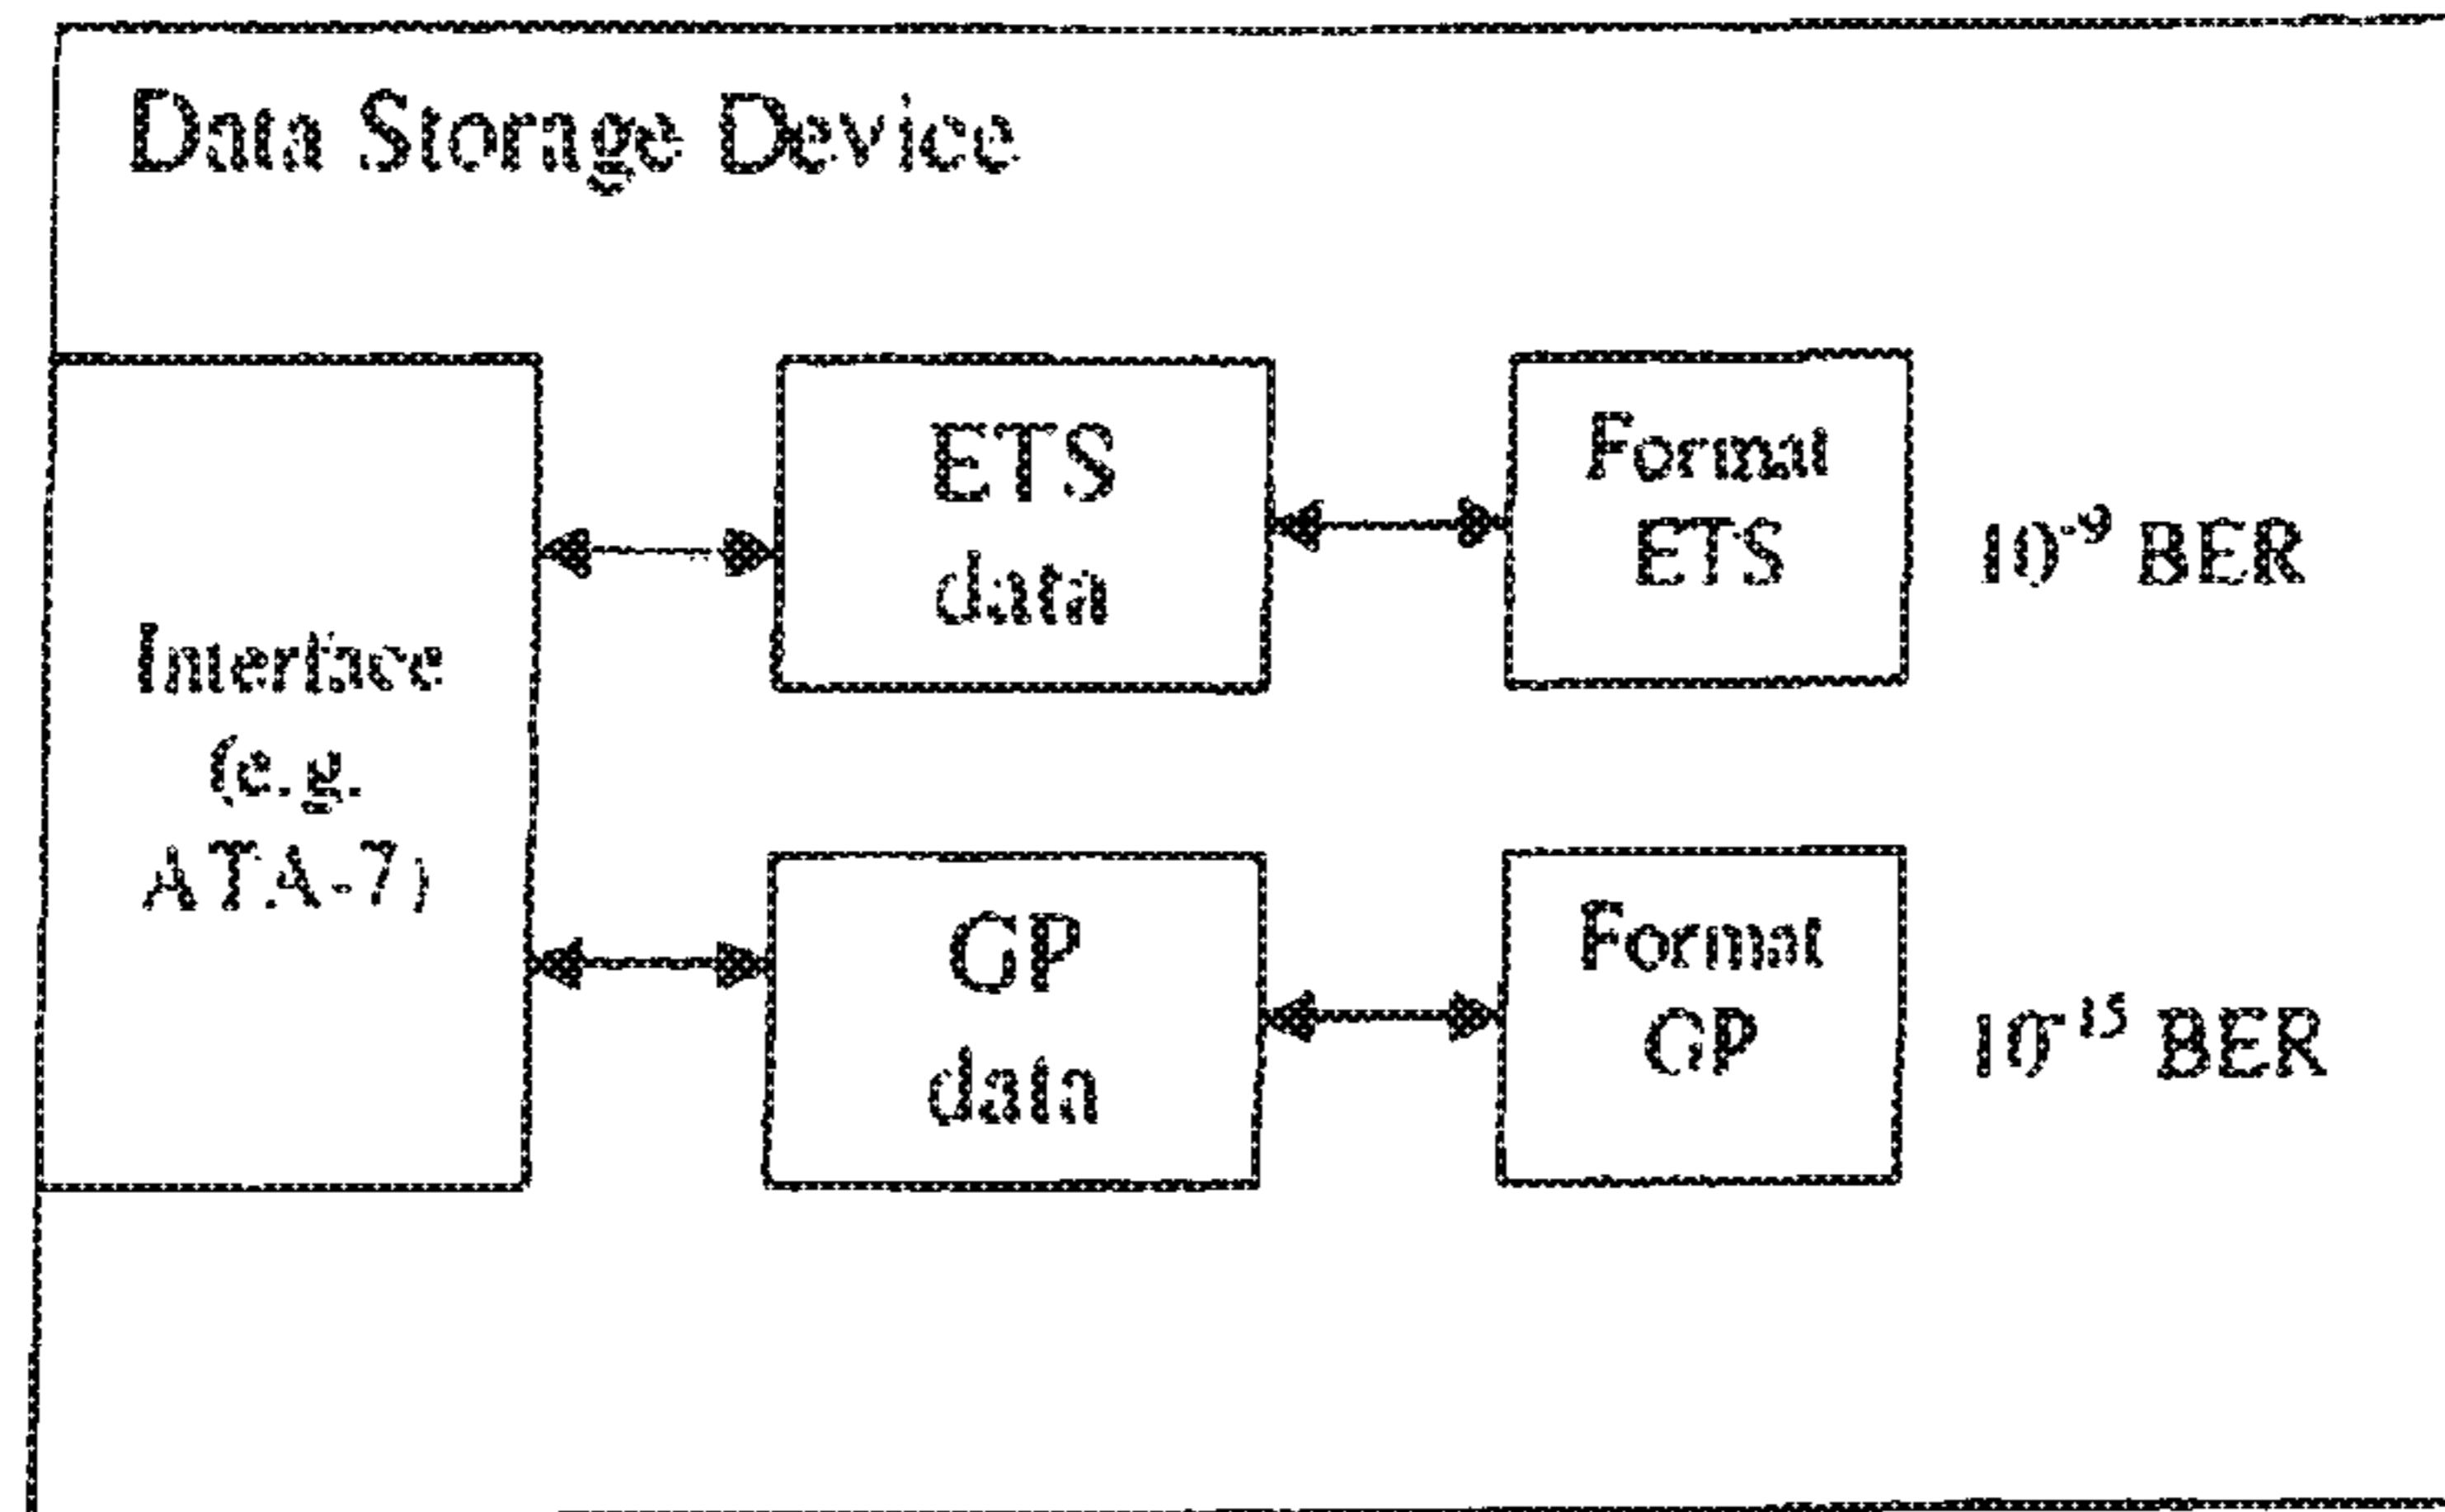 Data Storage Device
Interface
(e.g.
ATA-7)
ETS
data
Format
ETS
10⁻⁹ BER
GP
data
Format
GP
10⁻¹⁵ BER